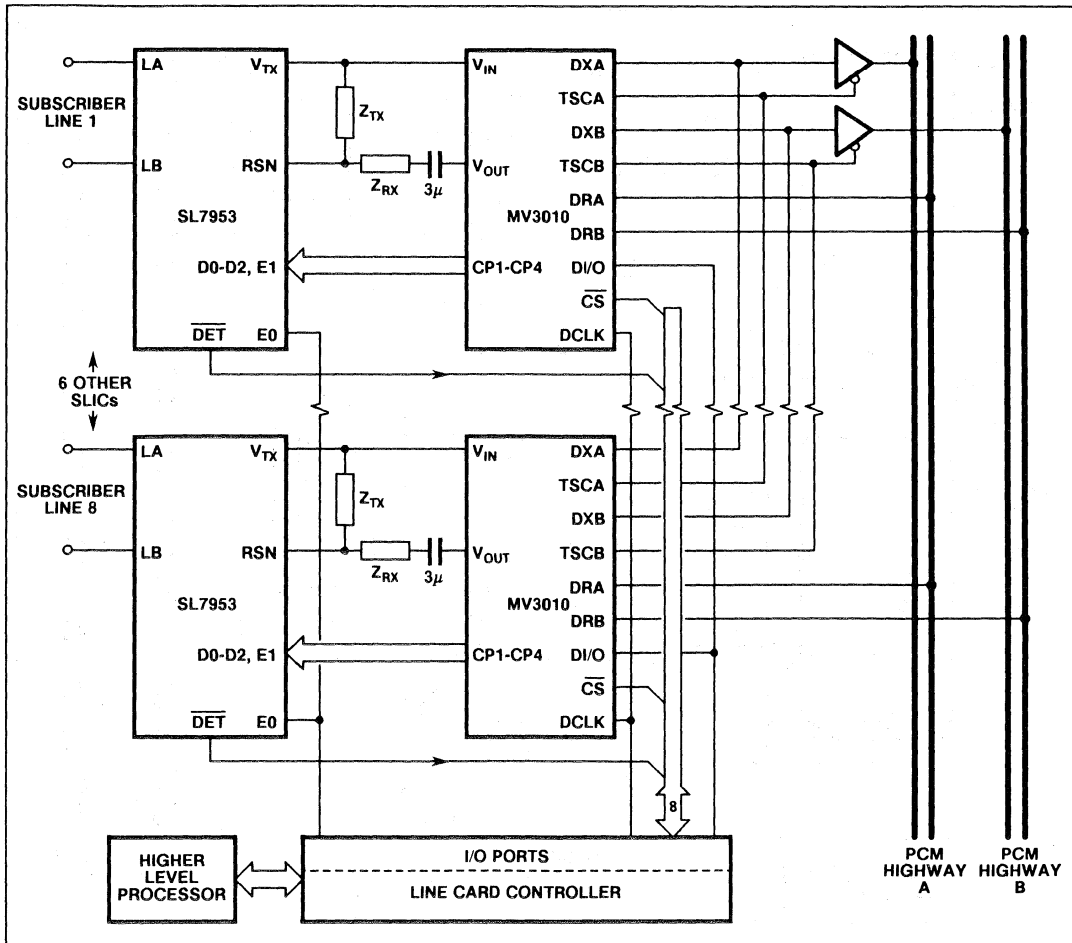 LA
VTX
VIN
DXA
SUBSCRIBER
LINE 1
ZTX
TSCA
DXB
LB
RSN
VOUT
TSCB
ZRX
3μ
DRA
SL7953
MV3010
DRB
D0-D2, E1
CP1-CP4
DI/O
CS
DET
E0
DCLK
6 OTHER
SLICs
LA
VTX
VIN
DXA
SUBSCRIBER
LINE 8
ZTX
TSCA
DXB
LB
RSN
VOUT
TSCB
ZRX
3μ
DRA
SL7953
MV3010
DRB
D0-D2, E1
CP1-CP4
DI/O
CS
DET
E0
DCLK
8
HIGHER
LEVEL
PROCESSOR
I/O PORTS
LINE CARD CONTROLLER
PCM
HIGHWAY
A
PCM
HIGHWAY
B